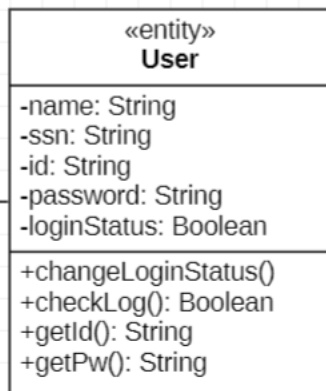 «entity»
User
-name: String
-ssn: String
-id: String
-password: String
-loginStatus: Boolean
+changeLoginStatus()
+checkLog(): Boolean
+getId(): String
+getPw(): String